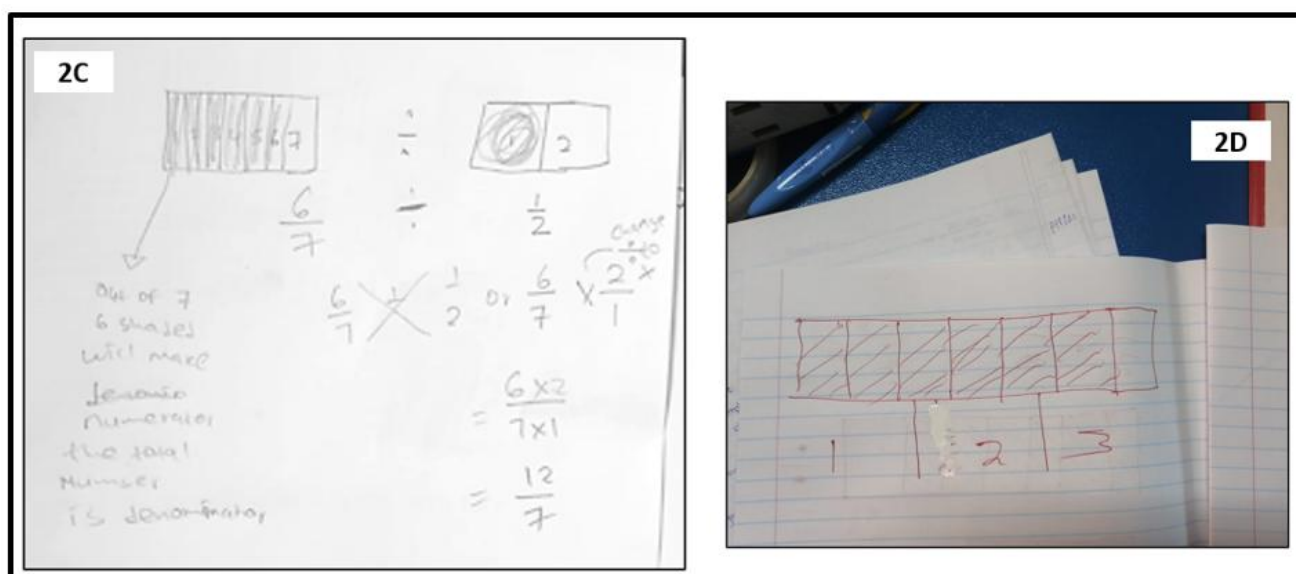 2C
1 2 3 4 5 6 7 ÷ 1 2
6/7 ÷ 1/2
change
÷ to
x
6/7 1/2 Or 6/7 x 2/1
Out of 7
6 shaded
will make
numerator
the total
Number
is denominator
= 6 x 2 / 7 x 1
= 12/7
2D
1 2 3